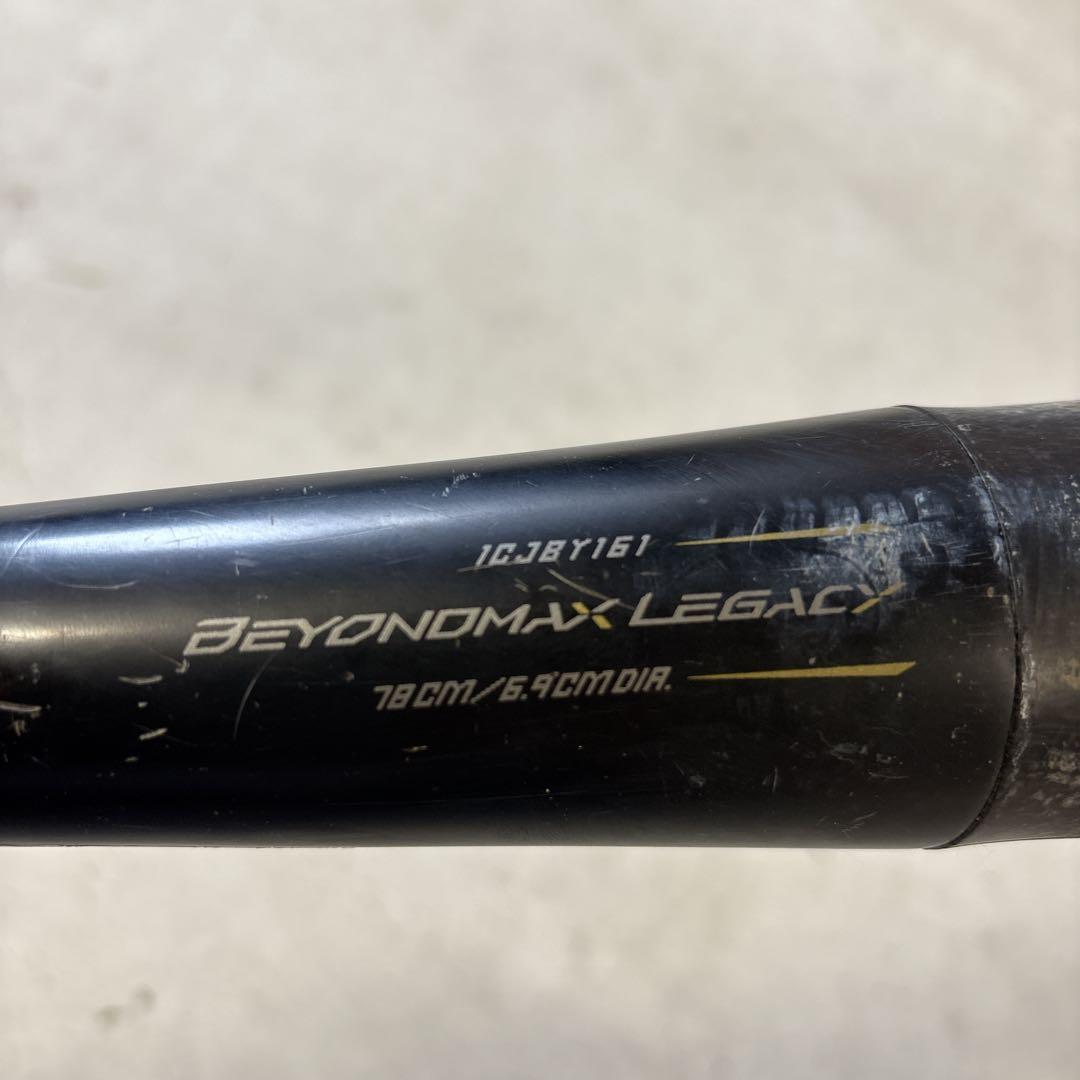 1CJBY161
BEYONDMAX LEGACY
78CM/6.9CM DIA.